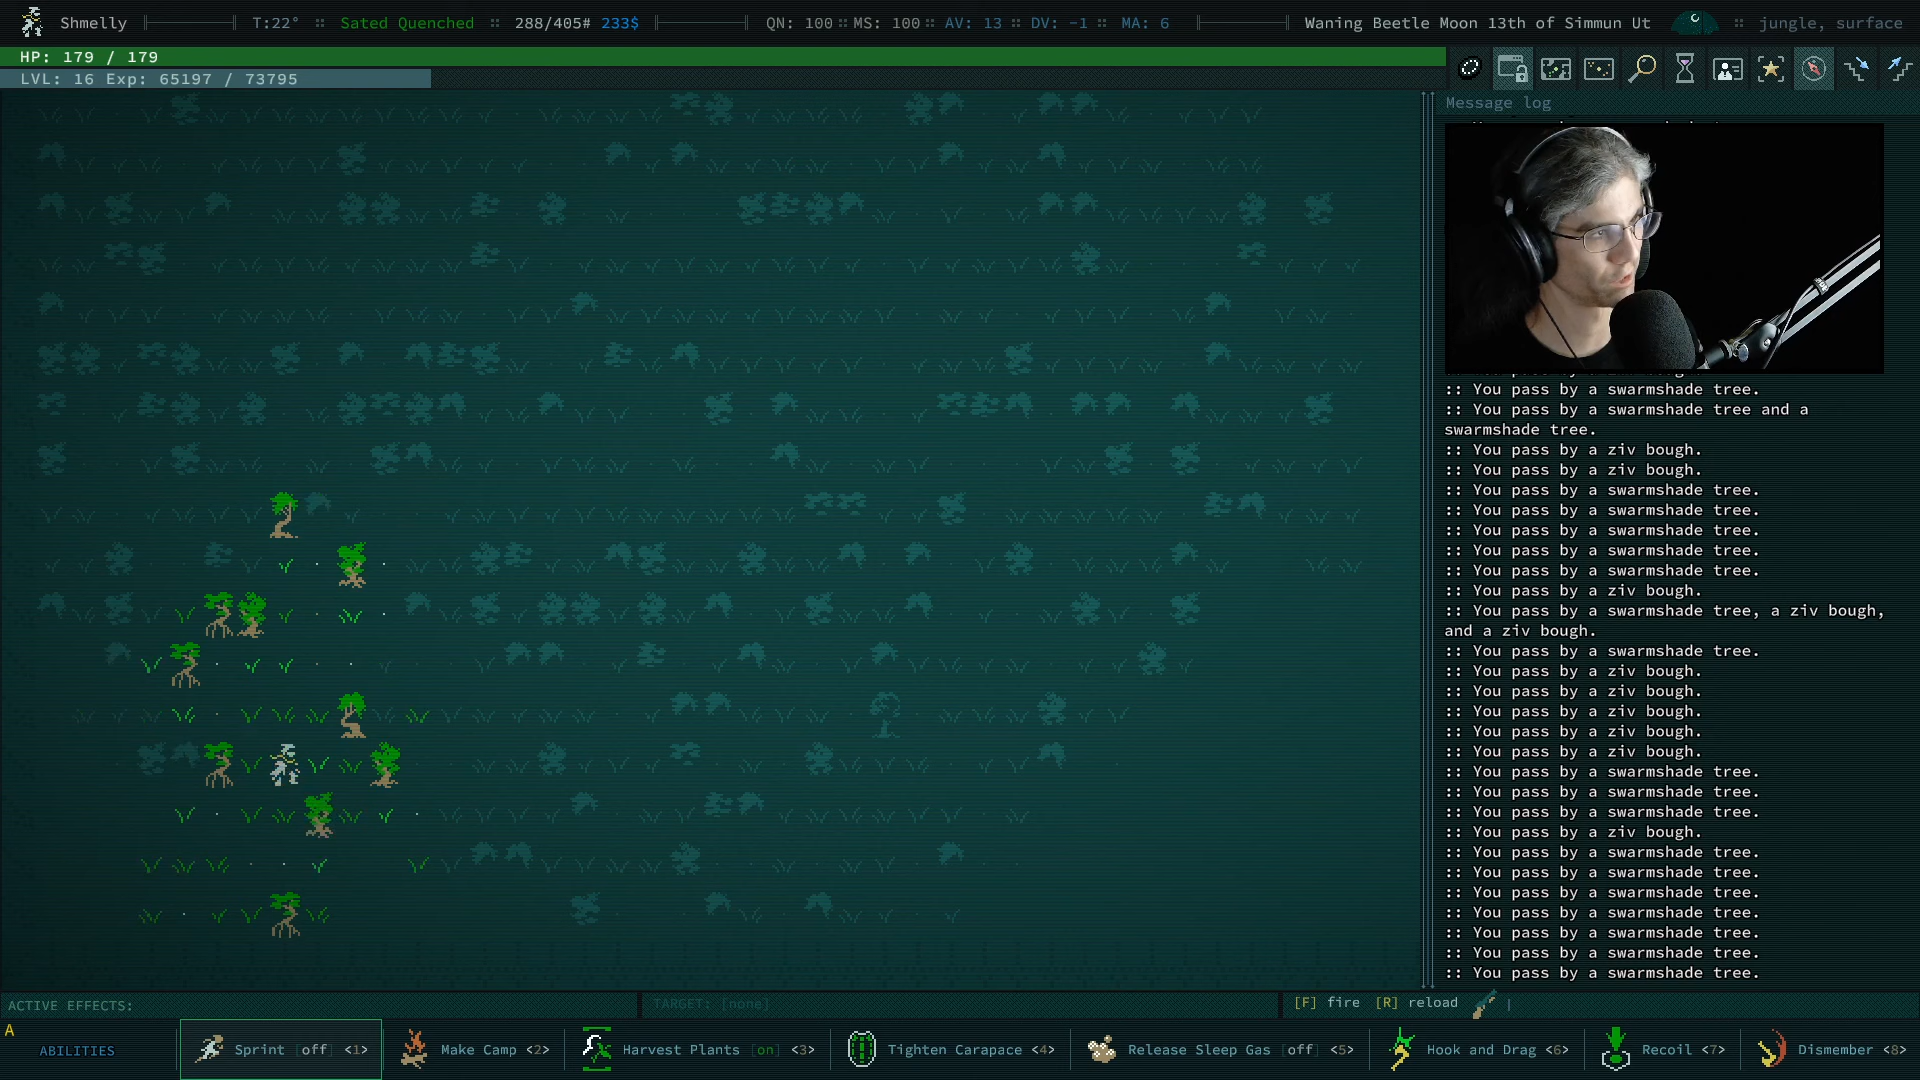 Shmelly T:22° :: Sated Quenched :: 288/405# 233$ QN: 100 :: MS: 100 :: AV: 13 :: DV: -1 :: MA: 6 Waning Beetle Moon 13th of Simmun Ut :: jungle, surface
HP: 179 / 179
LVL: 16 Exp: 65197 / 73795
Message log
:: You pass by a swarmshade tree.
:: You pass by a swarmshade tree and a
swarmshade tree.
:: You pass by a ziv bough.
:: You pass by a ziv bough.
:: You pass by a swarmshade tree.
:: You pass by a swarmshade tree.
:: You pass by a swarmshade tree.
:: You pass by a swarmshade tree.
:: You pass by a swarmshade tree.
:: You pass by a ziv bough.
:: You pass by a swarmshade tree, a ziv bough,
and a ziv bough.
:: You pass by a swarmshade tree.
:: You pass by a ziv bough.
:: You pass by a ziv bough.
:: You pass by a ziv bough.
:: You pass by a ziv bough.
:: You pass by a ziv bough.
:: You pass by a swarmshade tree.
:: You pass by a swarmshade tree.
:: You pass by a swarmshade tree.
:: You pass by a ziv bough.
:: You pass by a swarmshade tree.
:: You pass by a swarmshade tree.
:: You pass by a swarmshade tree.
:: You pass by a swarmshade tree.
:: You pass by a swarmshade tree.
:: You pass by a swarmshade tree.
:: You pass by a swarmshade tree.
ACTIVE EFFECTS: TARGET: [none] [F] fire [R] reload
A
ABILITIES Sprint [off] <1> Make Camp <2> Harvest Plants [on] <3> Tighten Carapace <4> Release Sleep Gas [off] <5> Hook and Drag <6> Recoil <7> Dismember <8>